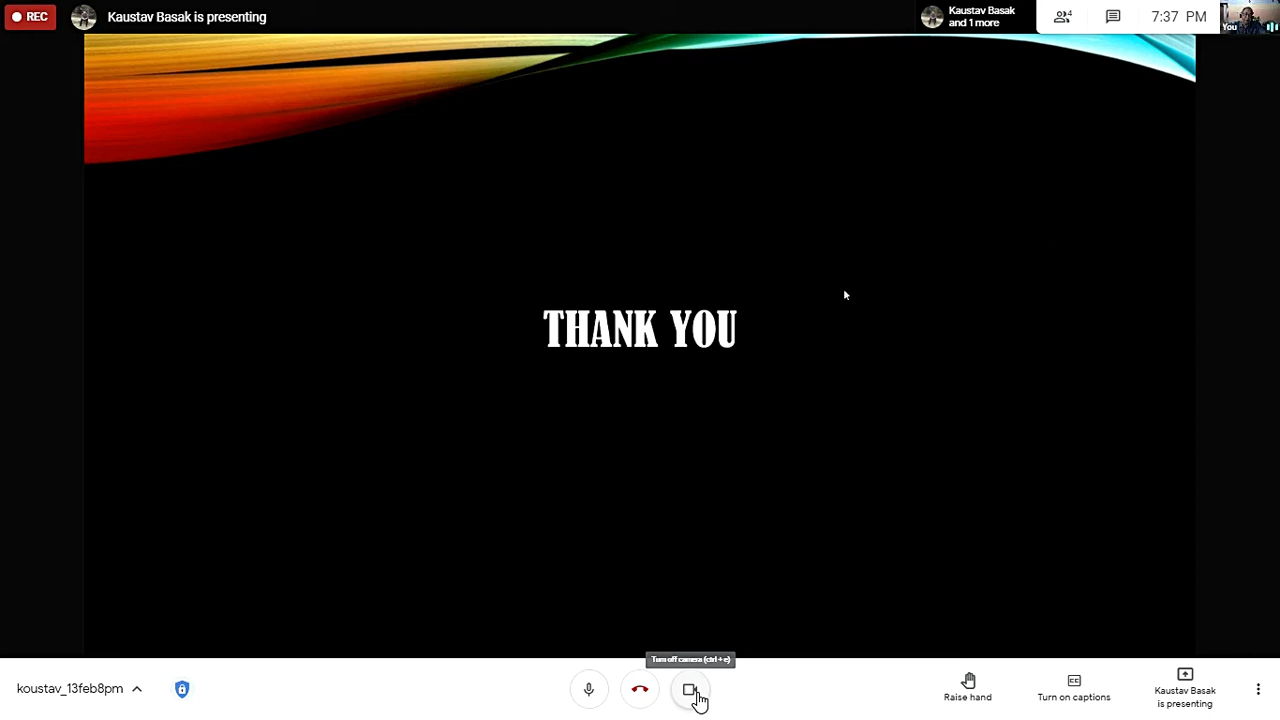 REC
Kaustav Basak is presenting
Kaustav Basak
and 1 more
4
7:37 PM
You
THANK YOU
Turn off camera (ctrl + e)
koustav_13feb8pm
Raise hand
CC
Turn on captions
Kaustav Basak
is presenting